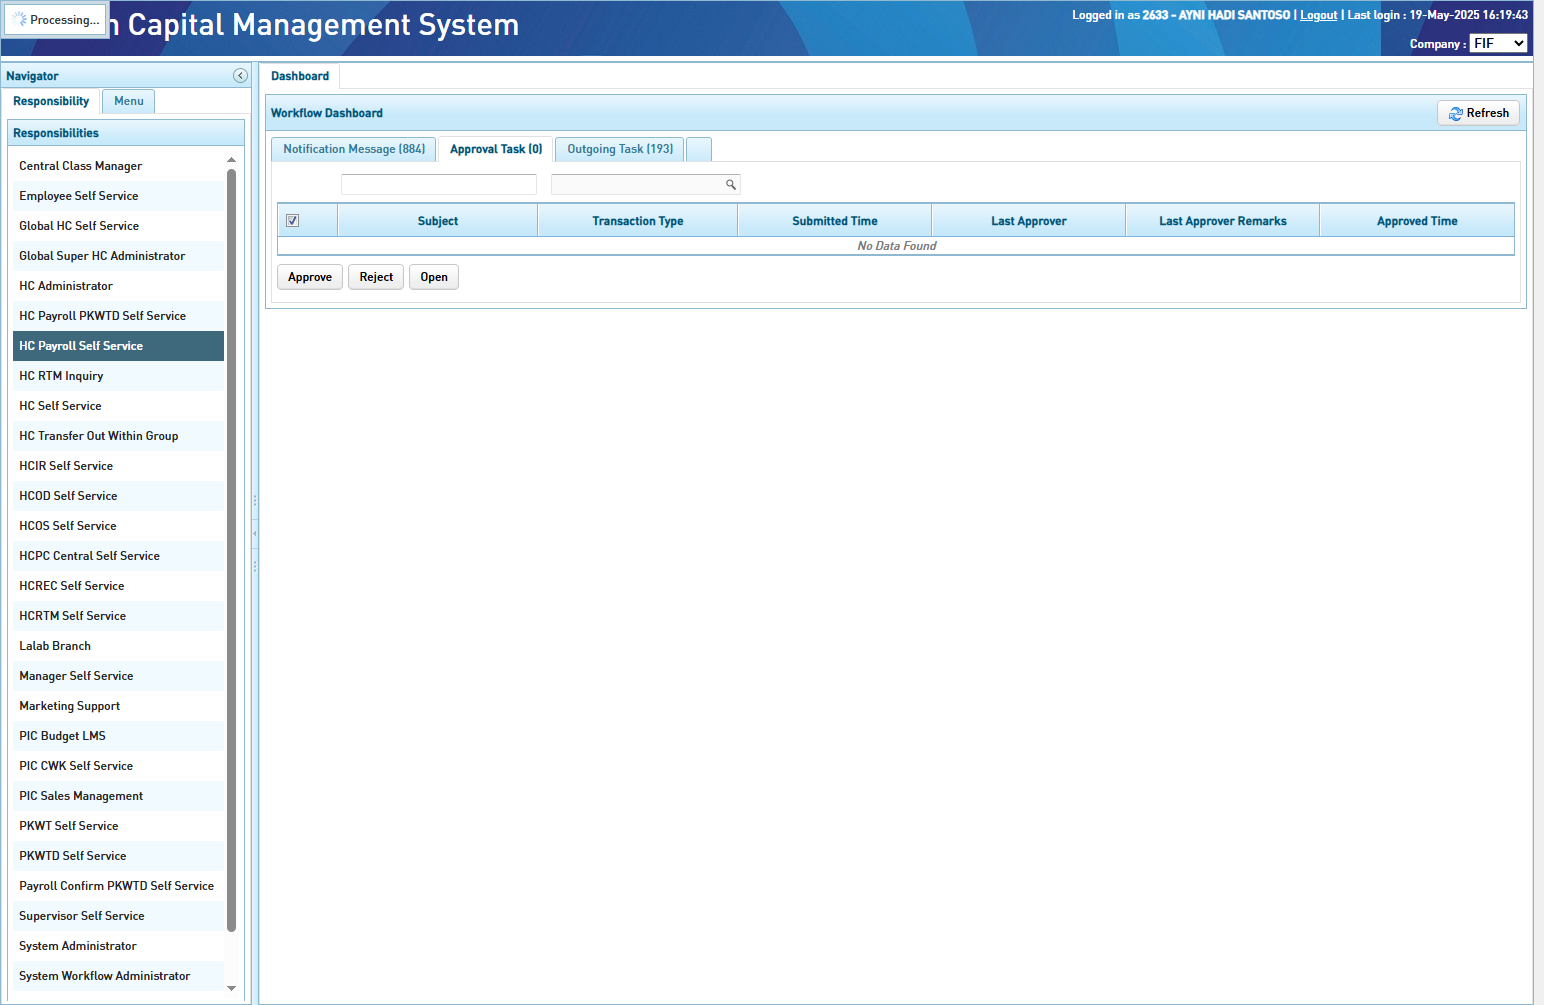 Processing...
n Capital Management System
Logged in as 2633 - AYNI HADI SANTOSO | Logout | Last login : 19-May-2025 16:19:43
Company : FIF
Navigator
Responsibility Menu
Responsibilities
Central Class Manager
Employee Self Service
Global HC Self Service
Global Super HC Administrator
HC Administrator
HC Payroll PKWTD Self Service
HC Payroll Self Service
HC RTM Inquiry
HC Self Service
HC Transfer Out Within Group
HCIR Self Service
HCOD Self Service
HCOS Self Service
HCPC Central Self Service
HCREC Self Service
HCRTM Self Service
Lalab Branch
Manager Self Service
Marketing Support
PIC Budget LMS
PIC CWK Self Service
PIC Sales Management
PKWT Self Service
PKWTD Self Service
Payroll Confirm PKWTD Self Service
Supervisor Self Service
System Administrator
System Workflow Administrator
Dashboard
Workflow Dashboard
Refresh
Notification Message (884) Approval Task (0) Outgoing Task (193)
Subject Transaction Type Submitted Time Last Approver Last Approver Remarks Approved Time
No Data Found
Approve Reject Open